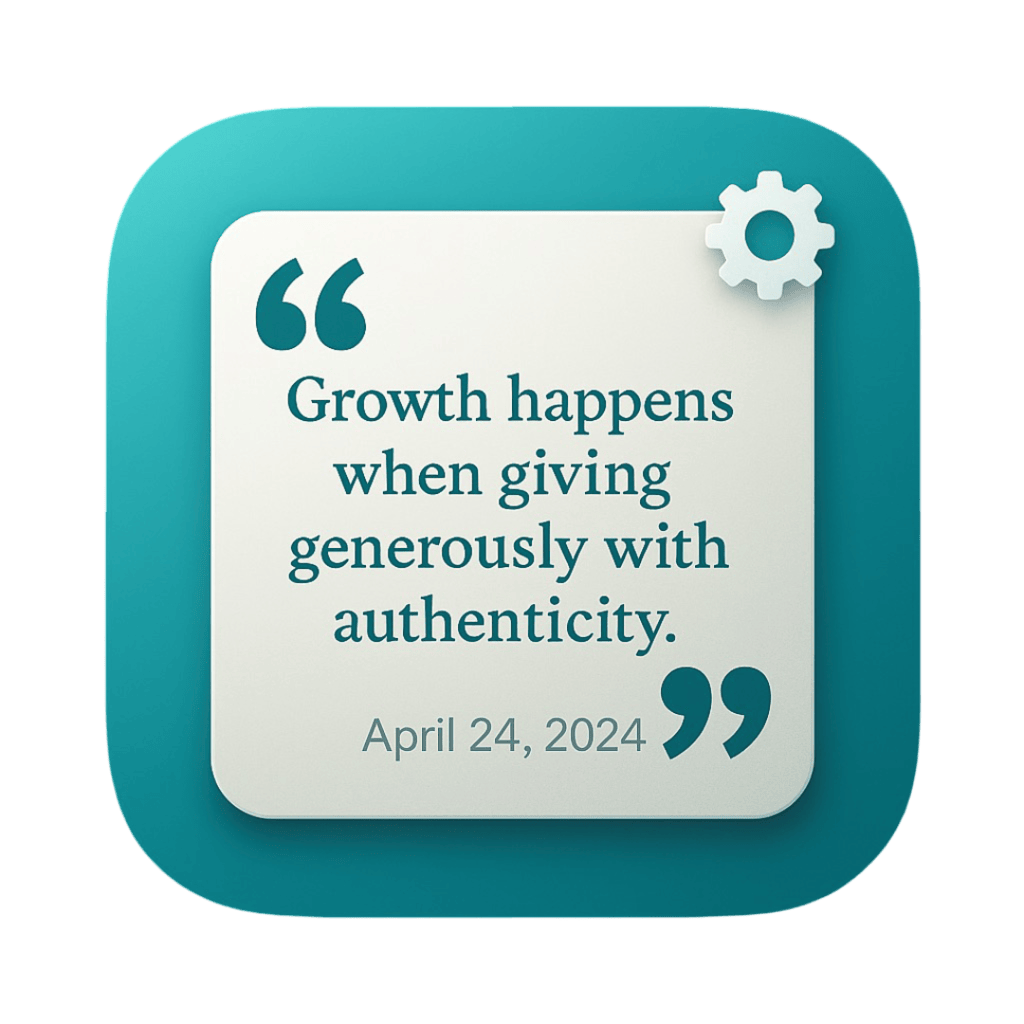 “
Growth happens
when giving
generously with
authenticity.
April 24, 2024 ”